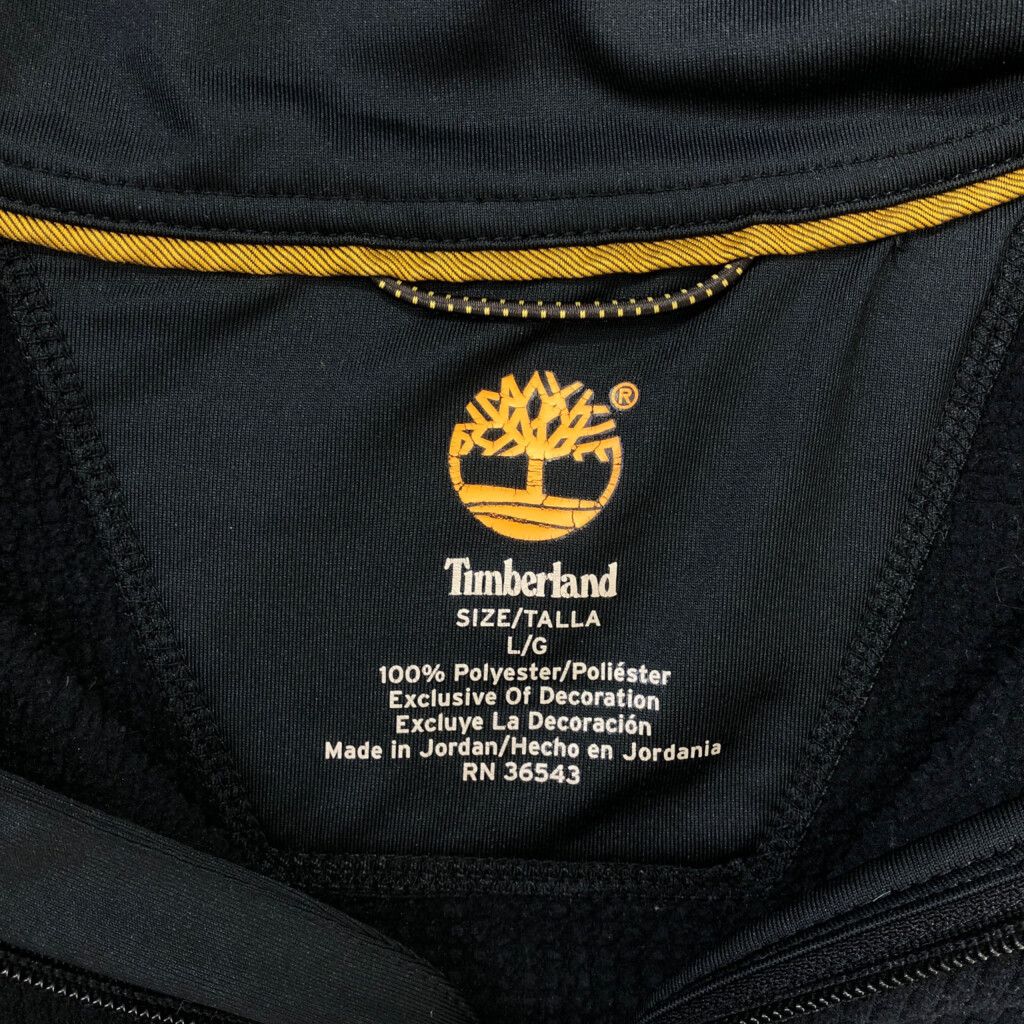 ®
Timberland
SIZE/TALLA
L/G
100% Polyester/Poliéster
Exclusive Of Decoration
Excluye La Decoración
Made in Jordan/Hecho en Jordania
RN 36543